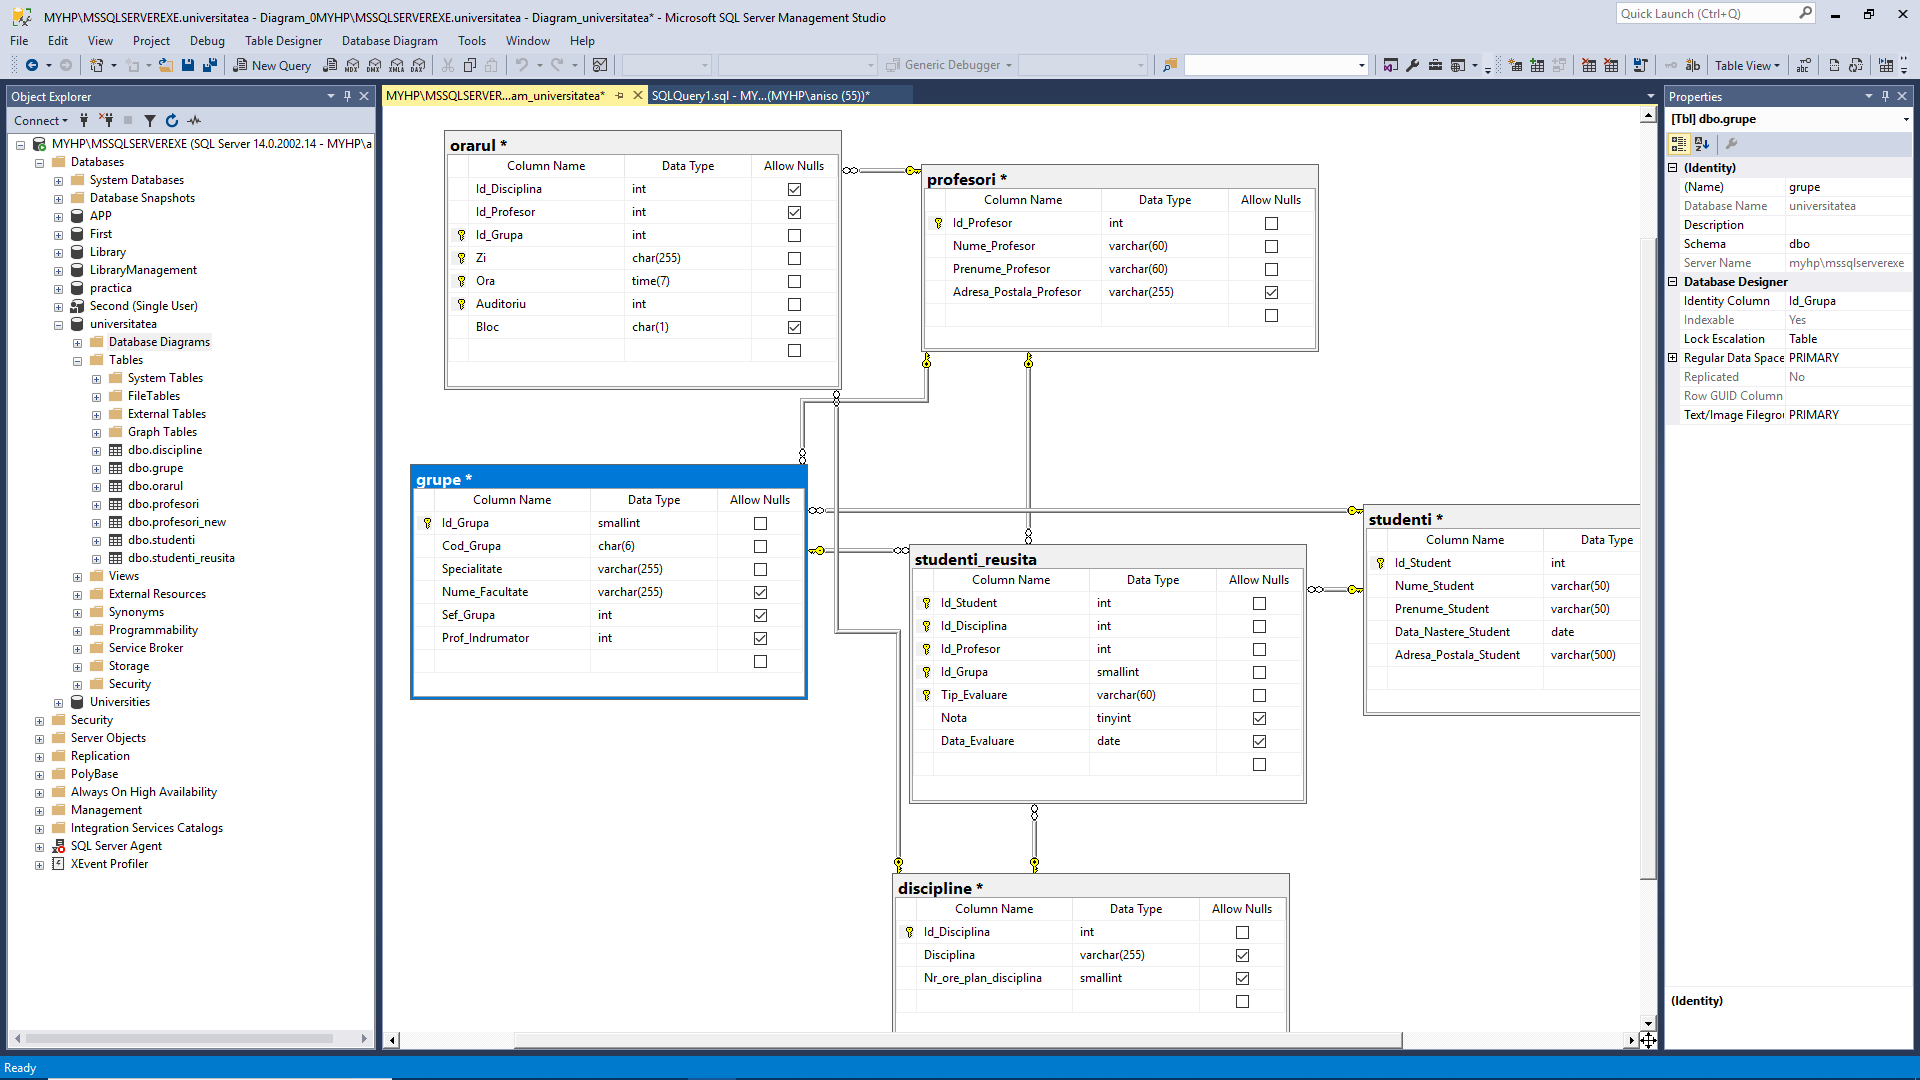 MYHP\MSSQLSERVEREXE.universitatea - Diagram_0MYHP\MSSQLSERVEREXE.universitatea - Diagram_universitatea* - Microsoft SQL Server Management Studio
Quick Launch (Ctrl+Q)
File Edit View Project Debug Table Designer Database Diagram Tools Window Help
New Query
MDX DMX XMLA DAX
Generic Debugger
Table View
Object Explorer
Connect
MYHP\MSSQLSERVEREXE (SQL Server 14.0.2002.14 - MYHP\a
Databases
System Databases
Database Snapshots
APP
First
Library
LibraryManagement
practica
Second (Single User)
universitatea
Database Diagrams
Tables
System Tables
FileTables
External Tables
Graph Tables
dbo.discipline
dbo.grupe
dbo.orarul
dbo.profesori
dbo.profesori_new
dbo.studenti
dbo.studenti_reusita
Views
External Resources
Synonyms
Programmability
Service Broker
Storage
Security
Universities
Security
Server Objects
Replication
PolyBase
Always On High Availability
Management
Integration Services Catalogs
SQL Server Agent
XEvent Profiler
MYHP\MSSQLSERVER...am_universitatea*
SQLQuery1.sql - MY...(MYHP\aniso (55))*
orarul *
Column Name Data Type Allow Nulls
Id_Disciplina int
Id_Profesor int
Id_Grupa int
Zi char(255)
Ora time(7)
Auditoriu int
Bloc char(1)
profesori *
Column Name Data Type Allow Nulls
Id_Profesor int
Nume_Profesor varchar(60)
Prenume_Profesor varchar(60)
Adresa_Postala_Profesor varchar(255)
grupe *
Column Name Data Type Allow Nulls
Id_Grupa smallint
Cod_Grupa char(6)
Specialitate varchar(255)
Nume_Facultate varchar(255)
Sef_Grupa int
Prof_Indrumator int
studenti_reusita
Column Name Data Type Allow Nulls
Id_Student int
Id_Disciplina int
Id_Profesor int
Id_Grupa smallint
Tip_Evaluare varchar(60)
Nota tinyint
Data_Evaluare date
studenti *
Column Name Data Type
Id_Student int
Nume_Student varchar(50)
Prenume_Student varchar(50)
Data_Nastere_Student date
Adresa_Postala_Student varchar(500)
discipline *
Column Name Data Type Allow Nulls
Id_Disciplina int
Disciplina varchar(255)
Nr_ore_plan_disciplina smallint
Properties
[Tbl] dbo.grupe
(Identity)
(Name) grupe
Database Name universitatea
Description
Schema dbo
Server Name myhp\mssqlserverexe
Database Designer
Identity Column Id_Grupa
Indexable Yes
Lock Escalation Table
Regular Data Space PRIMARY
Replicated No
Row GUID Column
Text/Image Filegrou PRIMARY
(Identity)
Ready